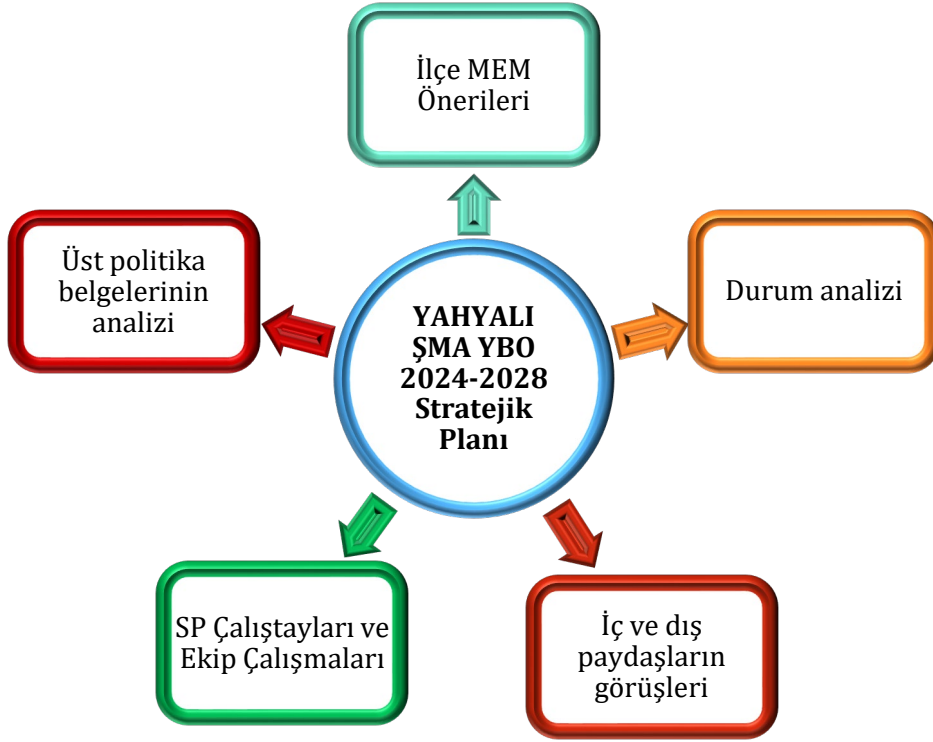 İlçe MEM
Önerileri
Üst politika
belgelerinin
analizi
Durum analizi
YAHYALI
ŞMA YBO
2024-2028
Stratejik
Planı
SP Çalıştayları ve
Ekip Çalışmaları
İç ve dış
paydaşların
görüşleri